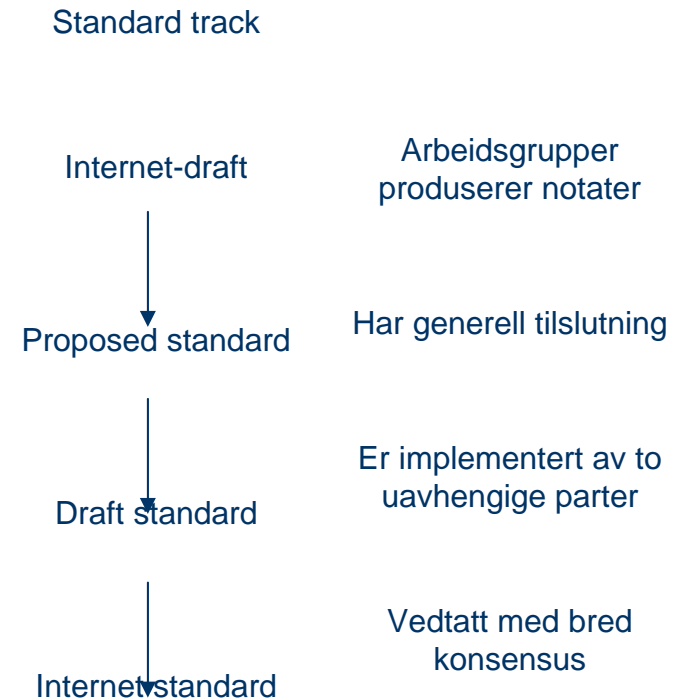 Standard track
Internet-draft
Arbeidsgrupper
produserer notater
Proposed standard
Har generell tilslutning
Draft standard
Er implementert av to
uavhengige parter
Internet standard
Vedtatt med bred
konsensus